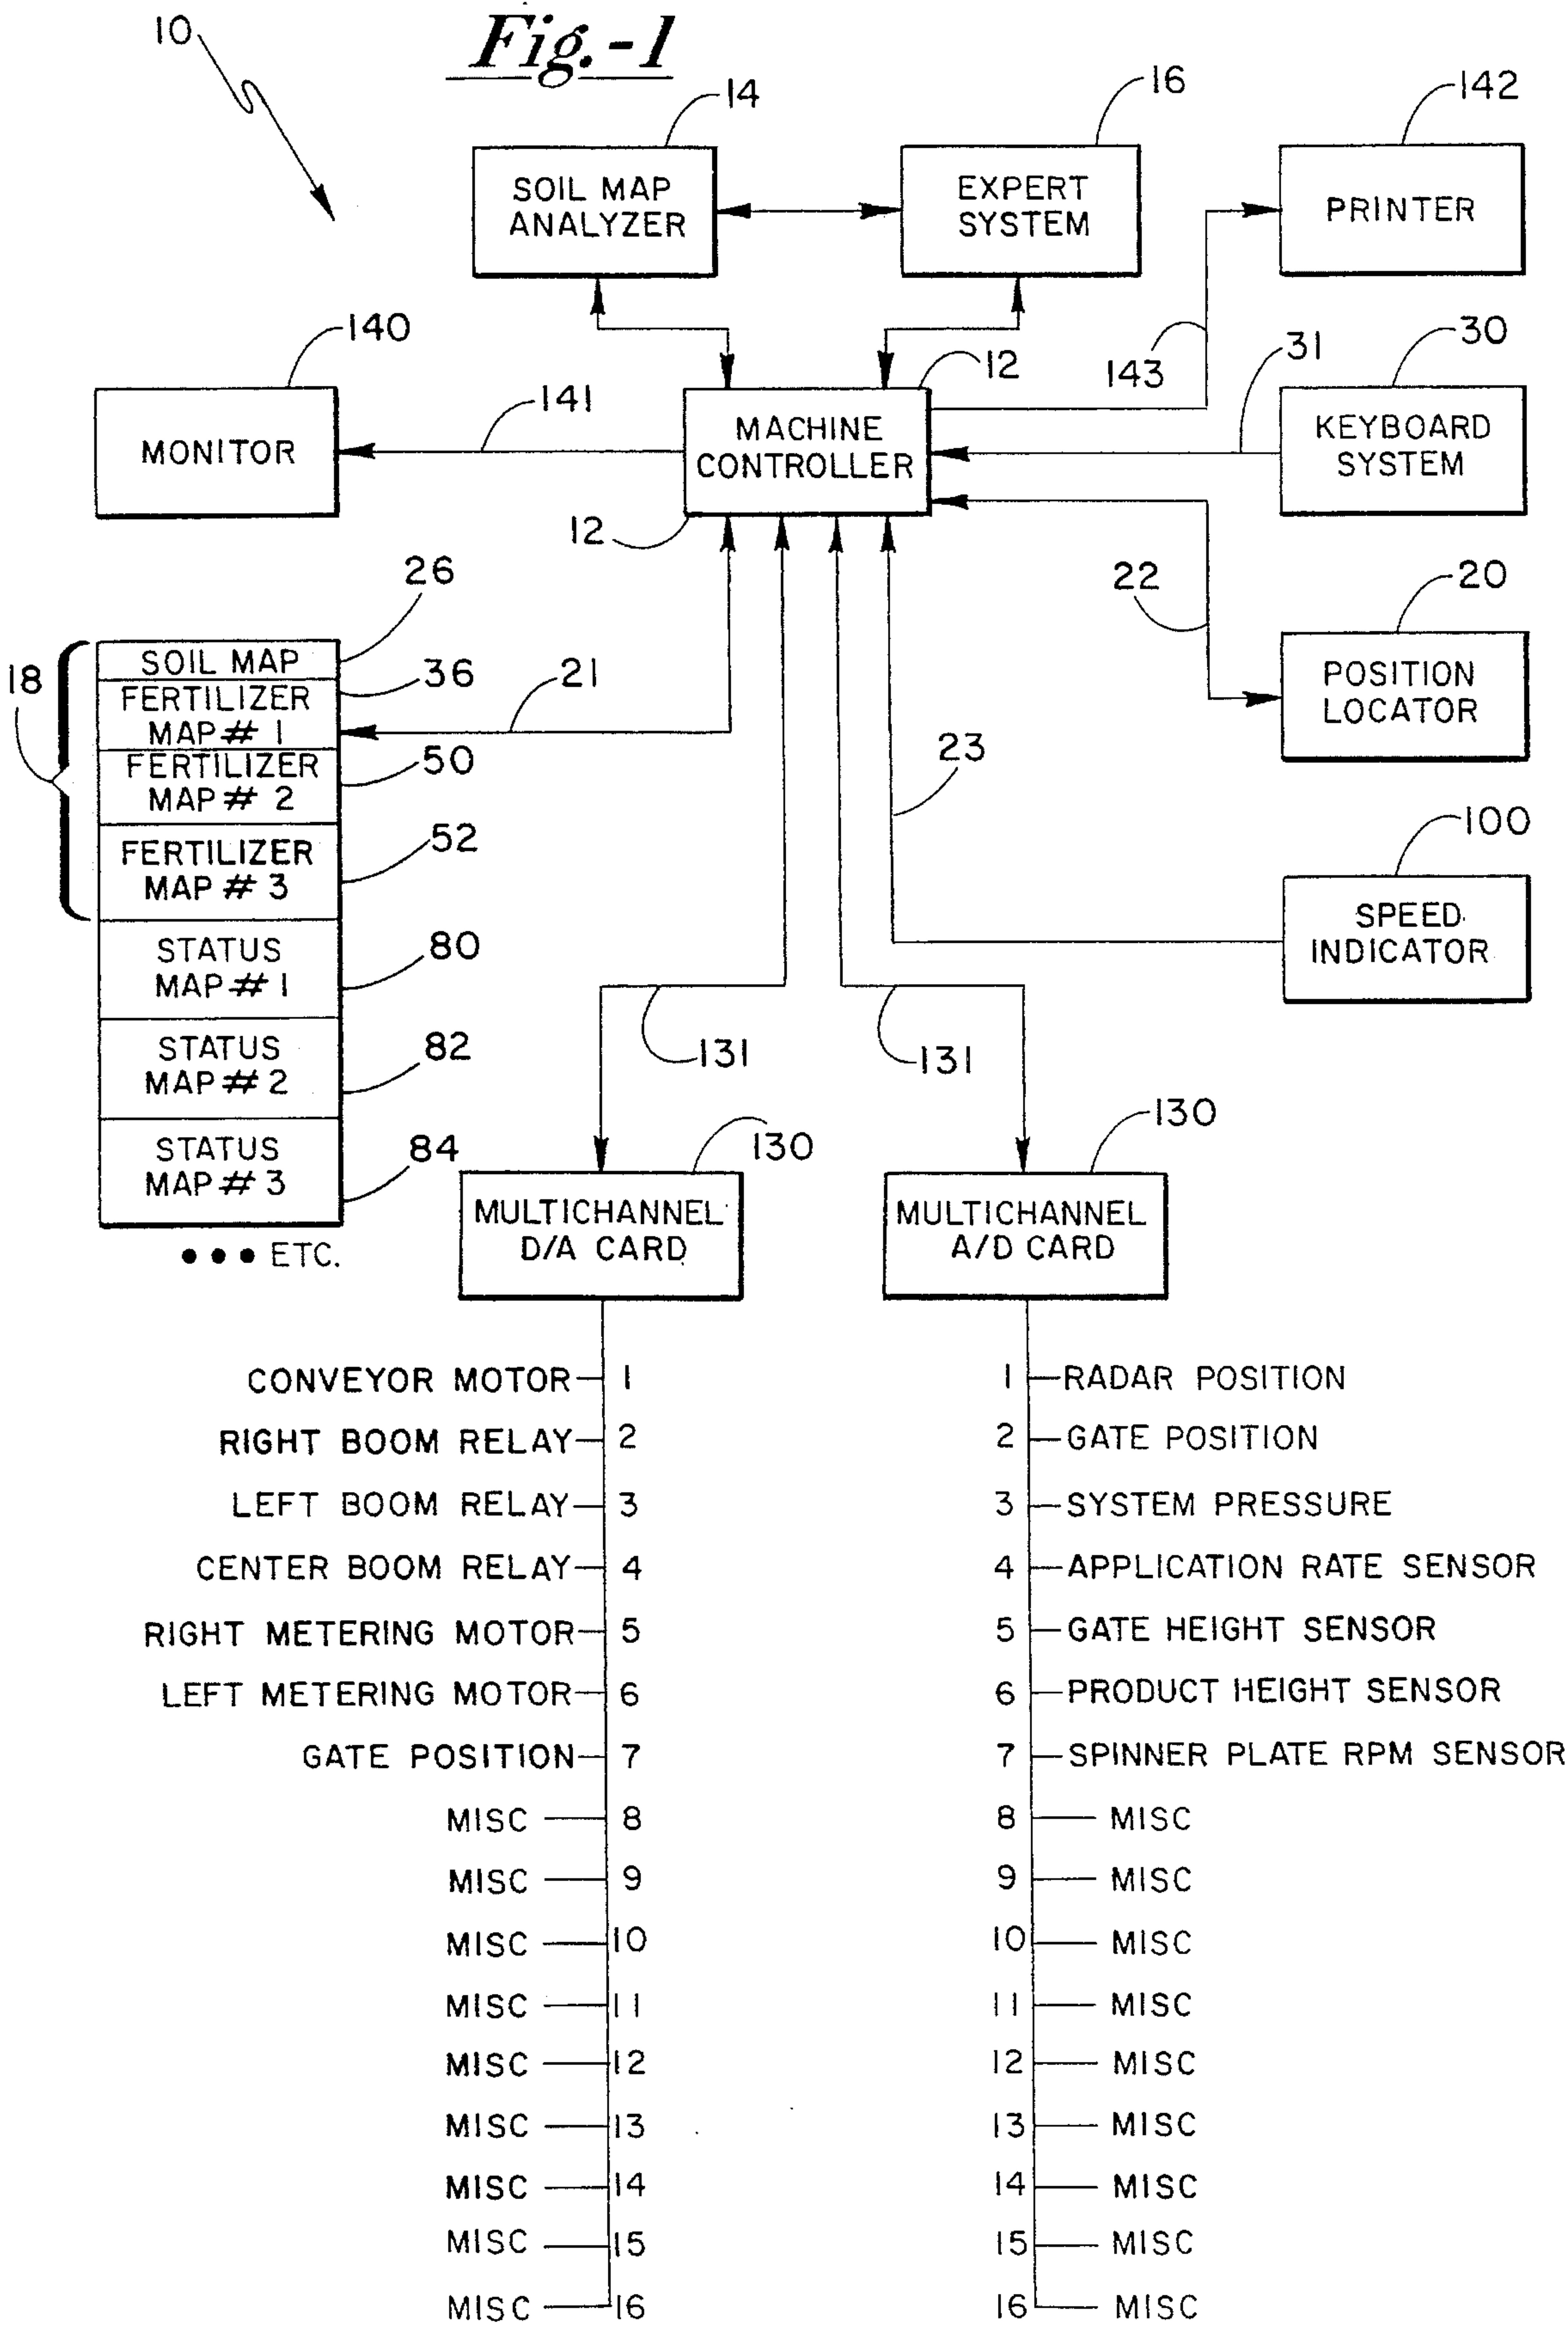 Fig.-1
10
14
16
142
SOIL MAP
ANALYZER
EXPERT
SYSTEM
PRINTER
140
141
12
143
31
30
MONITOR
MACHINE
CONTROLLER
KEYBOARD
SYSTEM
12
26
22
20
18
SOIL MAP
36
FERTILIZER
MAP # 1
21
50
FERTILIZER
MAP # 2
52
FERTILIZER
MAP # 3
80
STATUS
MAP # 1
82
STATUS
MAP # 2
84
STATUS
MAP # 3
••• ETC.
POSITION
LOCATOR
23
100
SPEED
INDICATOR
131
131
130
130
MULTICHANNEL
D/A CARD
MULTICHANNEL
A/D CARD
CONVEYOR MOTOR 1
RIGHT BOOM RELAY 2
LEFT BOOM RELAY 3
CENTER BOOM RELAY 4
RIGHT METERING MOTOR 5
LEFT METERING MOTOR 6
GATE POSITION 7
MISC 8
MISC 9
MISC 10
MISC 11
MISC 12
MISC 13
MISC 14
MISC 15
MISC 16
1 RADAR POSITION
2 GATE POSITION
3 SYSTEM PRESSURE
4 APPLICATION RATE SENSOR
5 GATE HEIGHT SENSOR
6 PRODUCT HEIGHT SENSOR
7 SPINNER PLATE RPM SENSOR
8 MISC
9 MISC
10 MISC
11 MISC
12 MISC
13 MISC
14 MISC
15 MISC
16 MISC